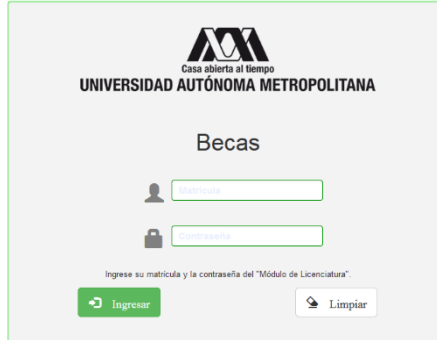 Casa abierta al tiempo
UNIVERSIDAD AUTÓNOMA METROPOLITANA
Becas
Matrícula
Contraseña
Ingrese su matrícula y la contraseña del "Módulo de Licenciatura".
Ingresar
Limpiar